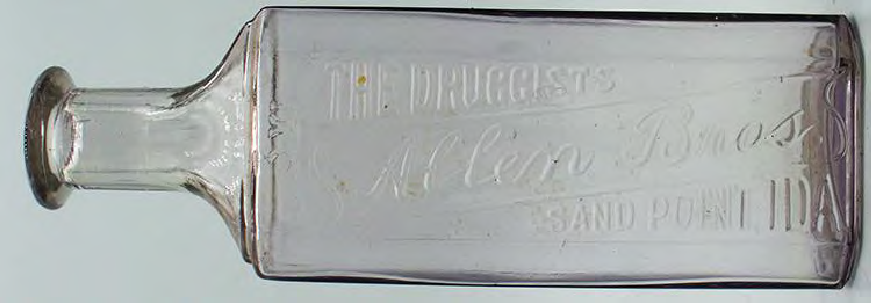 THE DRUGGISTS
Allen Bros
SAND POINT, IDA